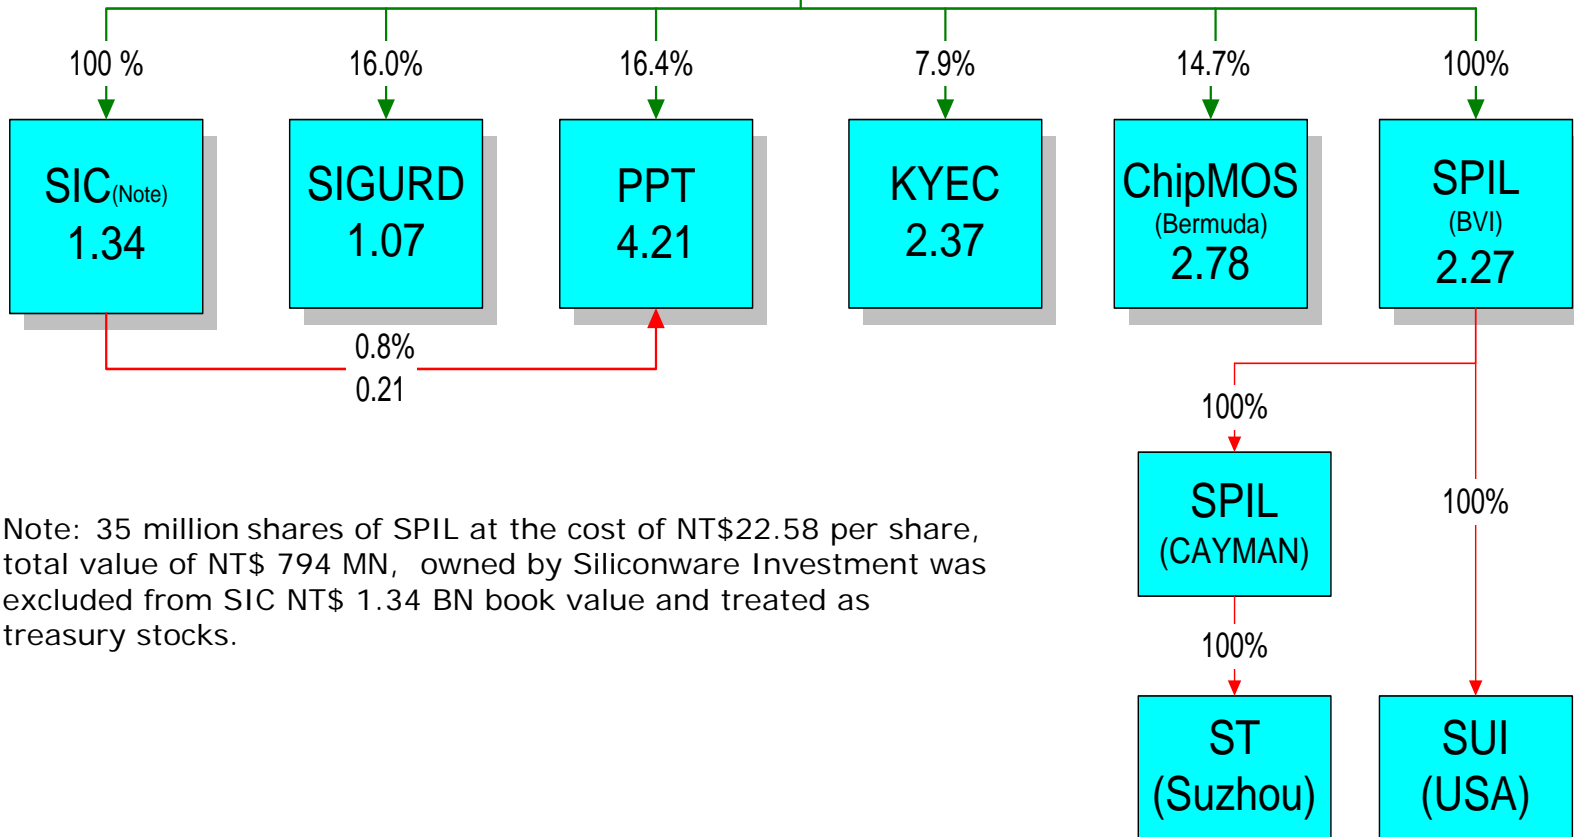 100 %
16.0%
16.4%
7.9%
14.7%
100%
SIC(Note)
1.34
SIGURD
1.07
PPT
4.21
KYEC
2.37
ChipMOS
(Bermuda)
2.78
SPIL
(BVI)
2.27
0.8%
0.21
100%
SPIL
(CAYMAN)
100%
100%
Note: 35 million shares of SPIL at the cost of NT$22.58 per share,
total value of NT$ 794 MN, owned by Siliconware Investment was
excluded from SIC NT$ 1.34 BN book value and treated as
treasury stocks.
ST
(Suzhou)
SUI
(USA)